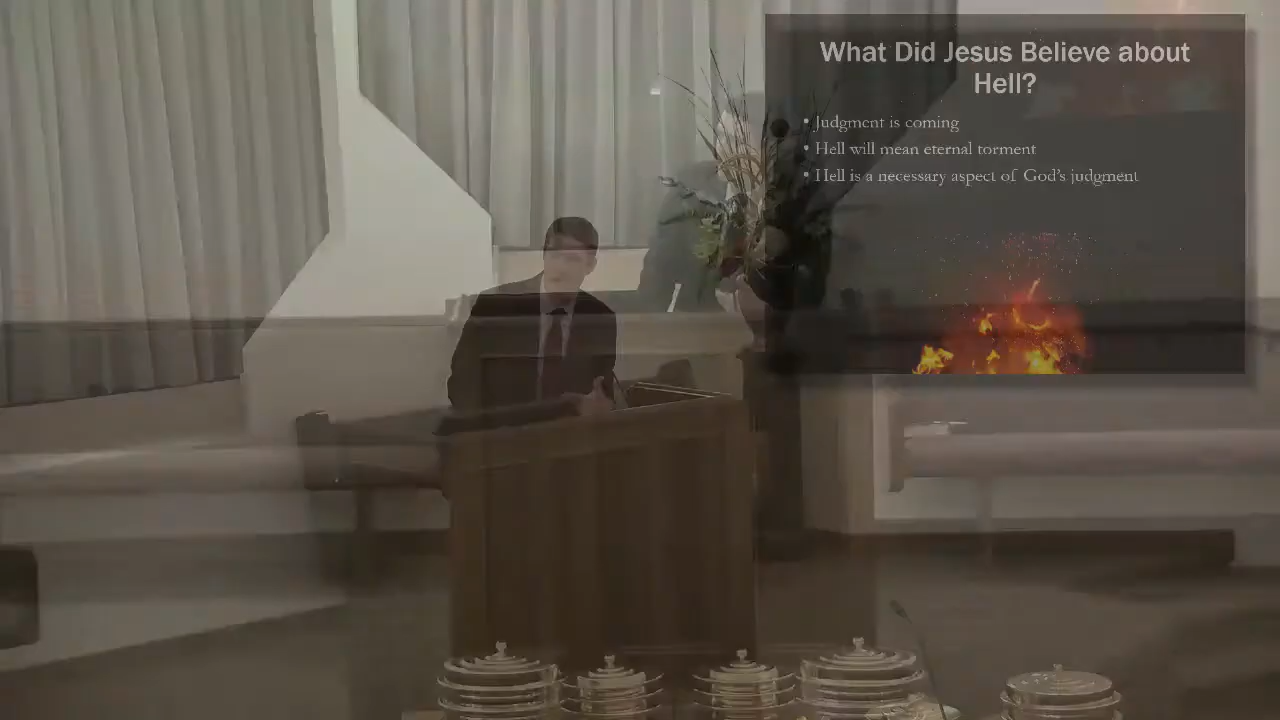 What Did Jesus Believe about
Hell?
• Judgment is coming
• Hell will mean eternal torment
• Hell is a necessary aspect of God's judgment